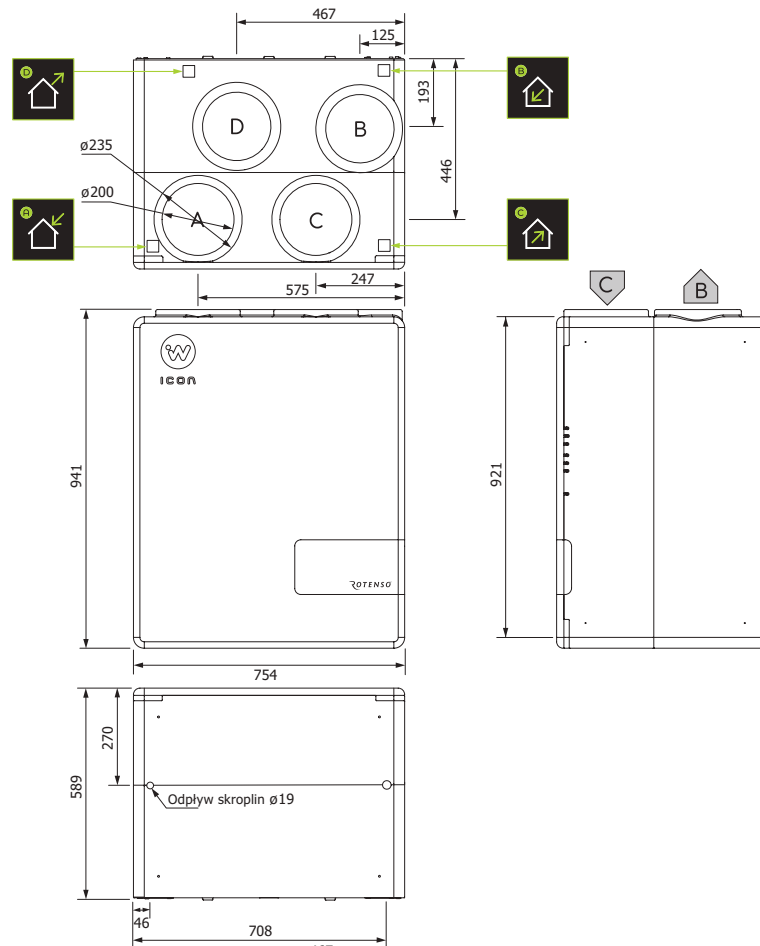 467
125
D
B
193
D
B
446
ø235
ø200
A
A
C
C
247
575
C
B
icon
941
921
ROTENSO
754
270
589
Odpływ skroplin ø19
46
708